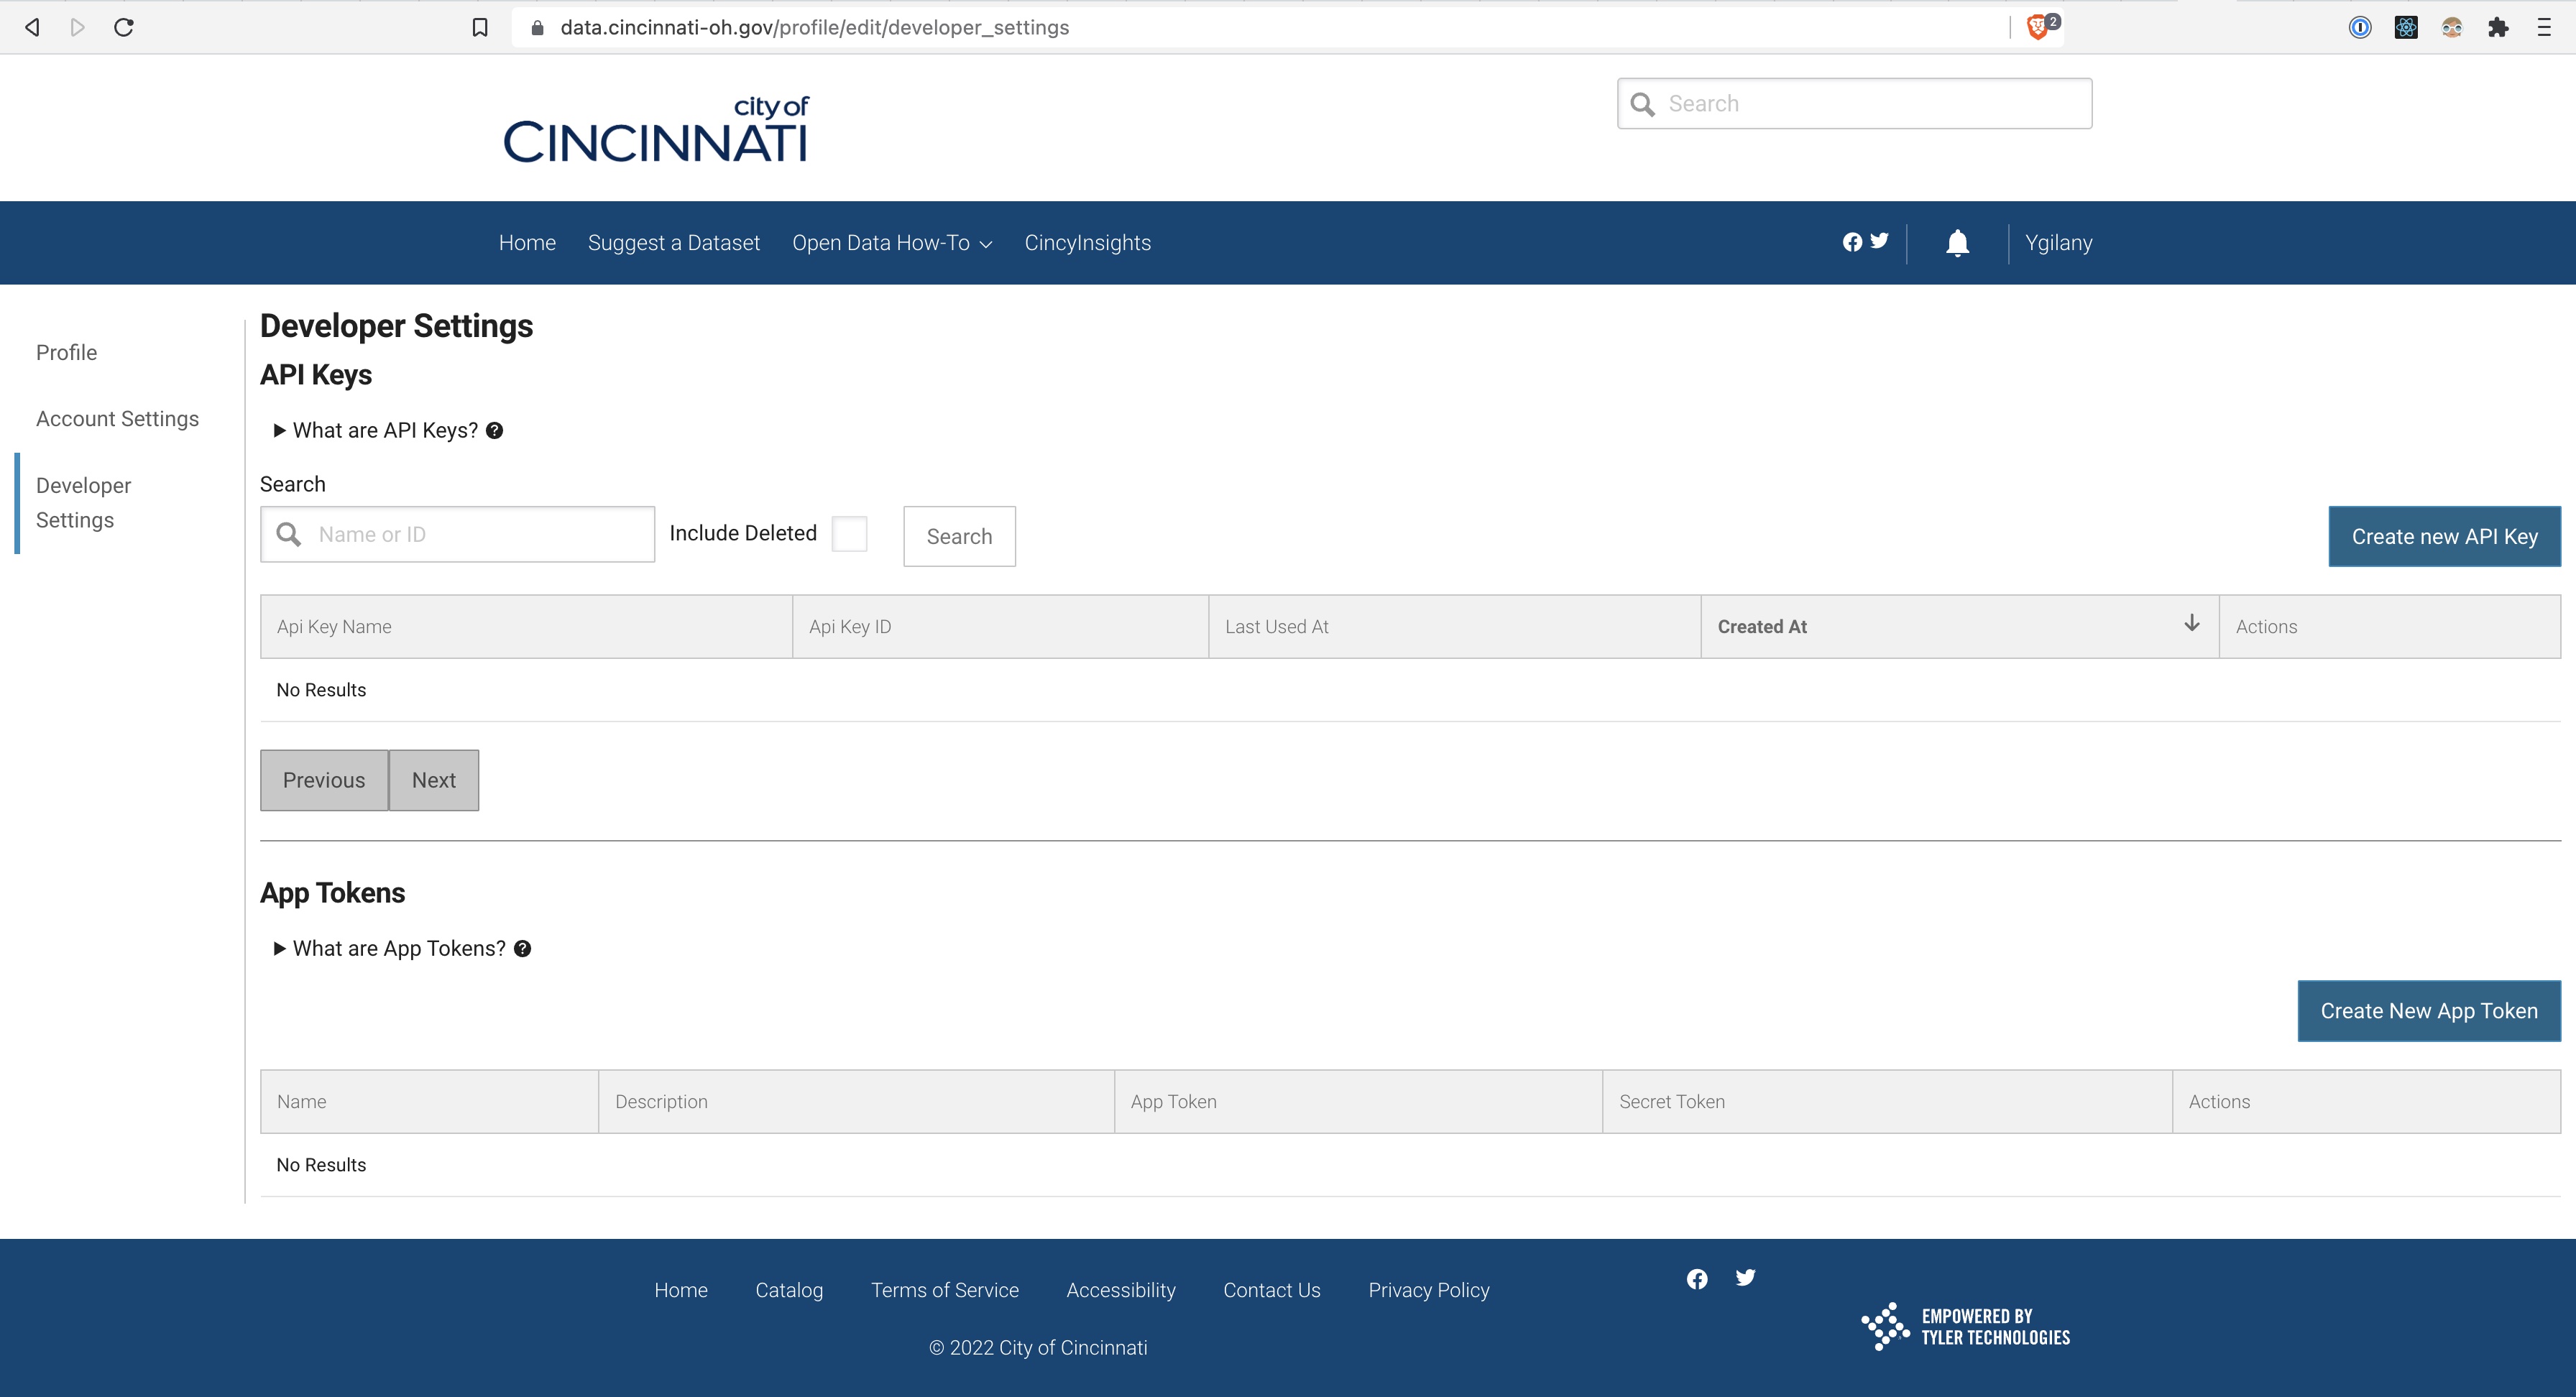 data.cincinnati-oh.gov/profile/edit/developer_settings
2
city of
CINCINNATI
Search
Home Suggest a Dataset Open Data How-To CincyInsights Ygilany
Profile
Account Settings
Developer
Settings
Developer Settings
API Keys
What are API Keys?
Search
Name or ID Include Deleted Search Create new API Key
Api Key Name Api Key ID Last Used At Created At Actions
No Results
Previous Next
App Tokens
What are App Tokens?
Create New App Token
Name Description App Token Secret Token Actions
No Results
Home Catalog Terms of Service Accessibility Contact Us Privacy Policy
© 2022 City of Cincinnati
EMPOWERED BY
TYLER TECHNOLOGIES